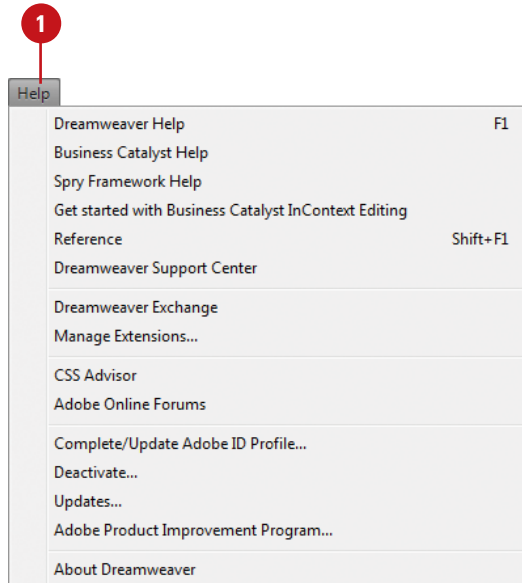 1
Help
Dreamweaver Help F1
Business Catalyst Help
Spry Framework Help
Get started with Business Catalyst InContext Editing
Reference Shift+F1
Dreamweaver Support Center
Dreamweaver Exchange
Manage Extensions...
CSS Advisor
Adobe Online Forums
Complete/Update Adobe ID Profile...
Deactivate...
Updates...
Adobe Product Improvement Program...
About Dreamweaver